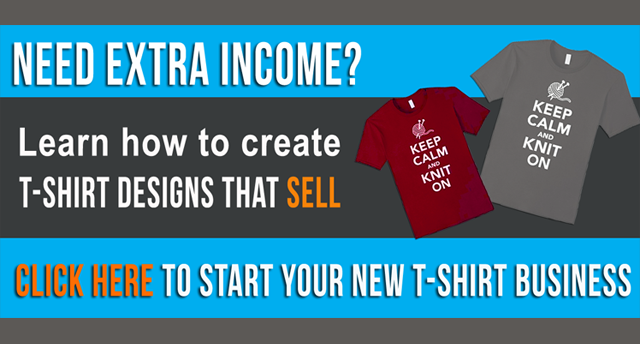 NEED EXTRA INCOME?
Learn how to create
T-SHIRT DESIGNS THAT SELL
CLICK HERE TO START YOUR NEW T-SHIRT BUSINESS
KEEP
CALM
AND
KNIT
ON
KEEP
CALM
AND
KNIT
ON